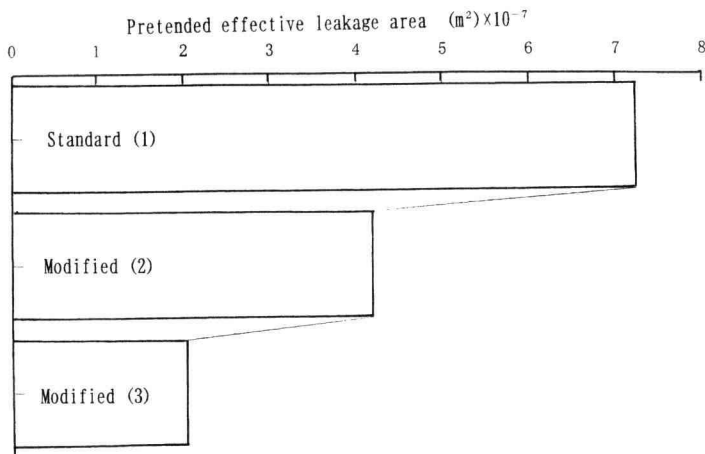 Pretended effective leakage area (m²)×10⁻⁷
0 1 2 3 4 5 6 7 8
Standard (1)
Modified (2)
Modified (3)